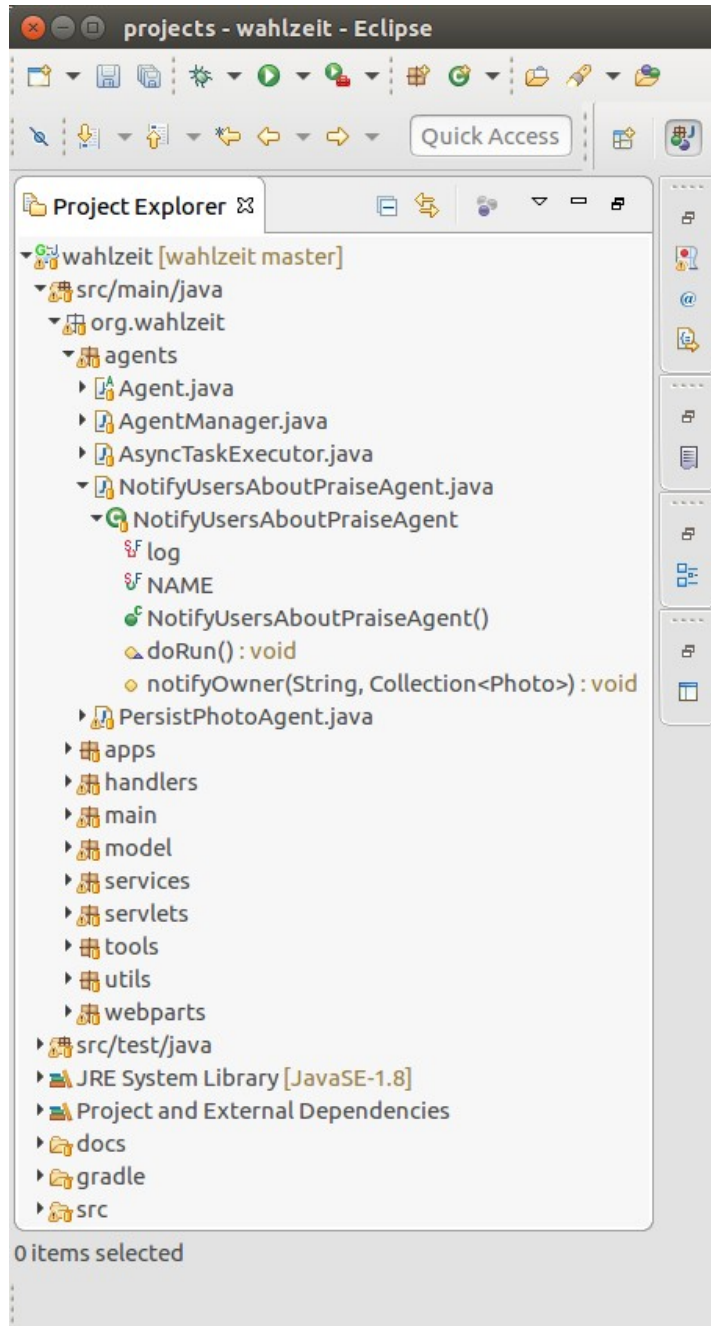 projects - wahlzeit - Eclipse
Quick Access
Project Explorer
wahlzeit [wahlzeit master]
src/main/java
org.wahlzeit
agents
Agent.java
AgentManager.java
AsyncTaskExecutor.java
NotifyUsersAboutPraiseAgent.java
NotifyUsersAboutPraiseAgent
log
NAME
NotifyUsersAboutPraiseAgent()
doRun() : void
notifyOwner(String, Collection<Photo>) : void
PersistPhotoAgent.java
apps
handlers
main
model
services
servlets
tools
utils
webparts
src/test/java
JRE System Library [JavaSE-1.8]
Project and External Dependencies
docs
gradle
src
0 items selected